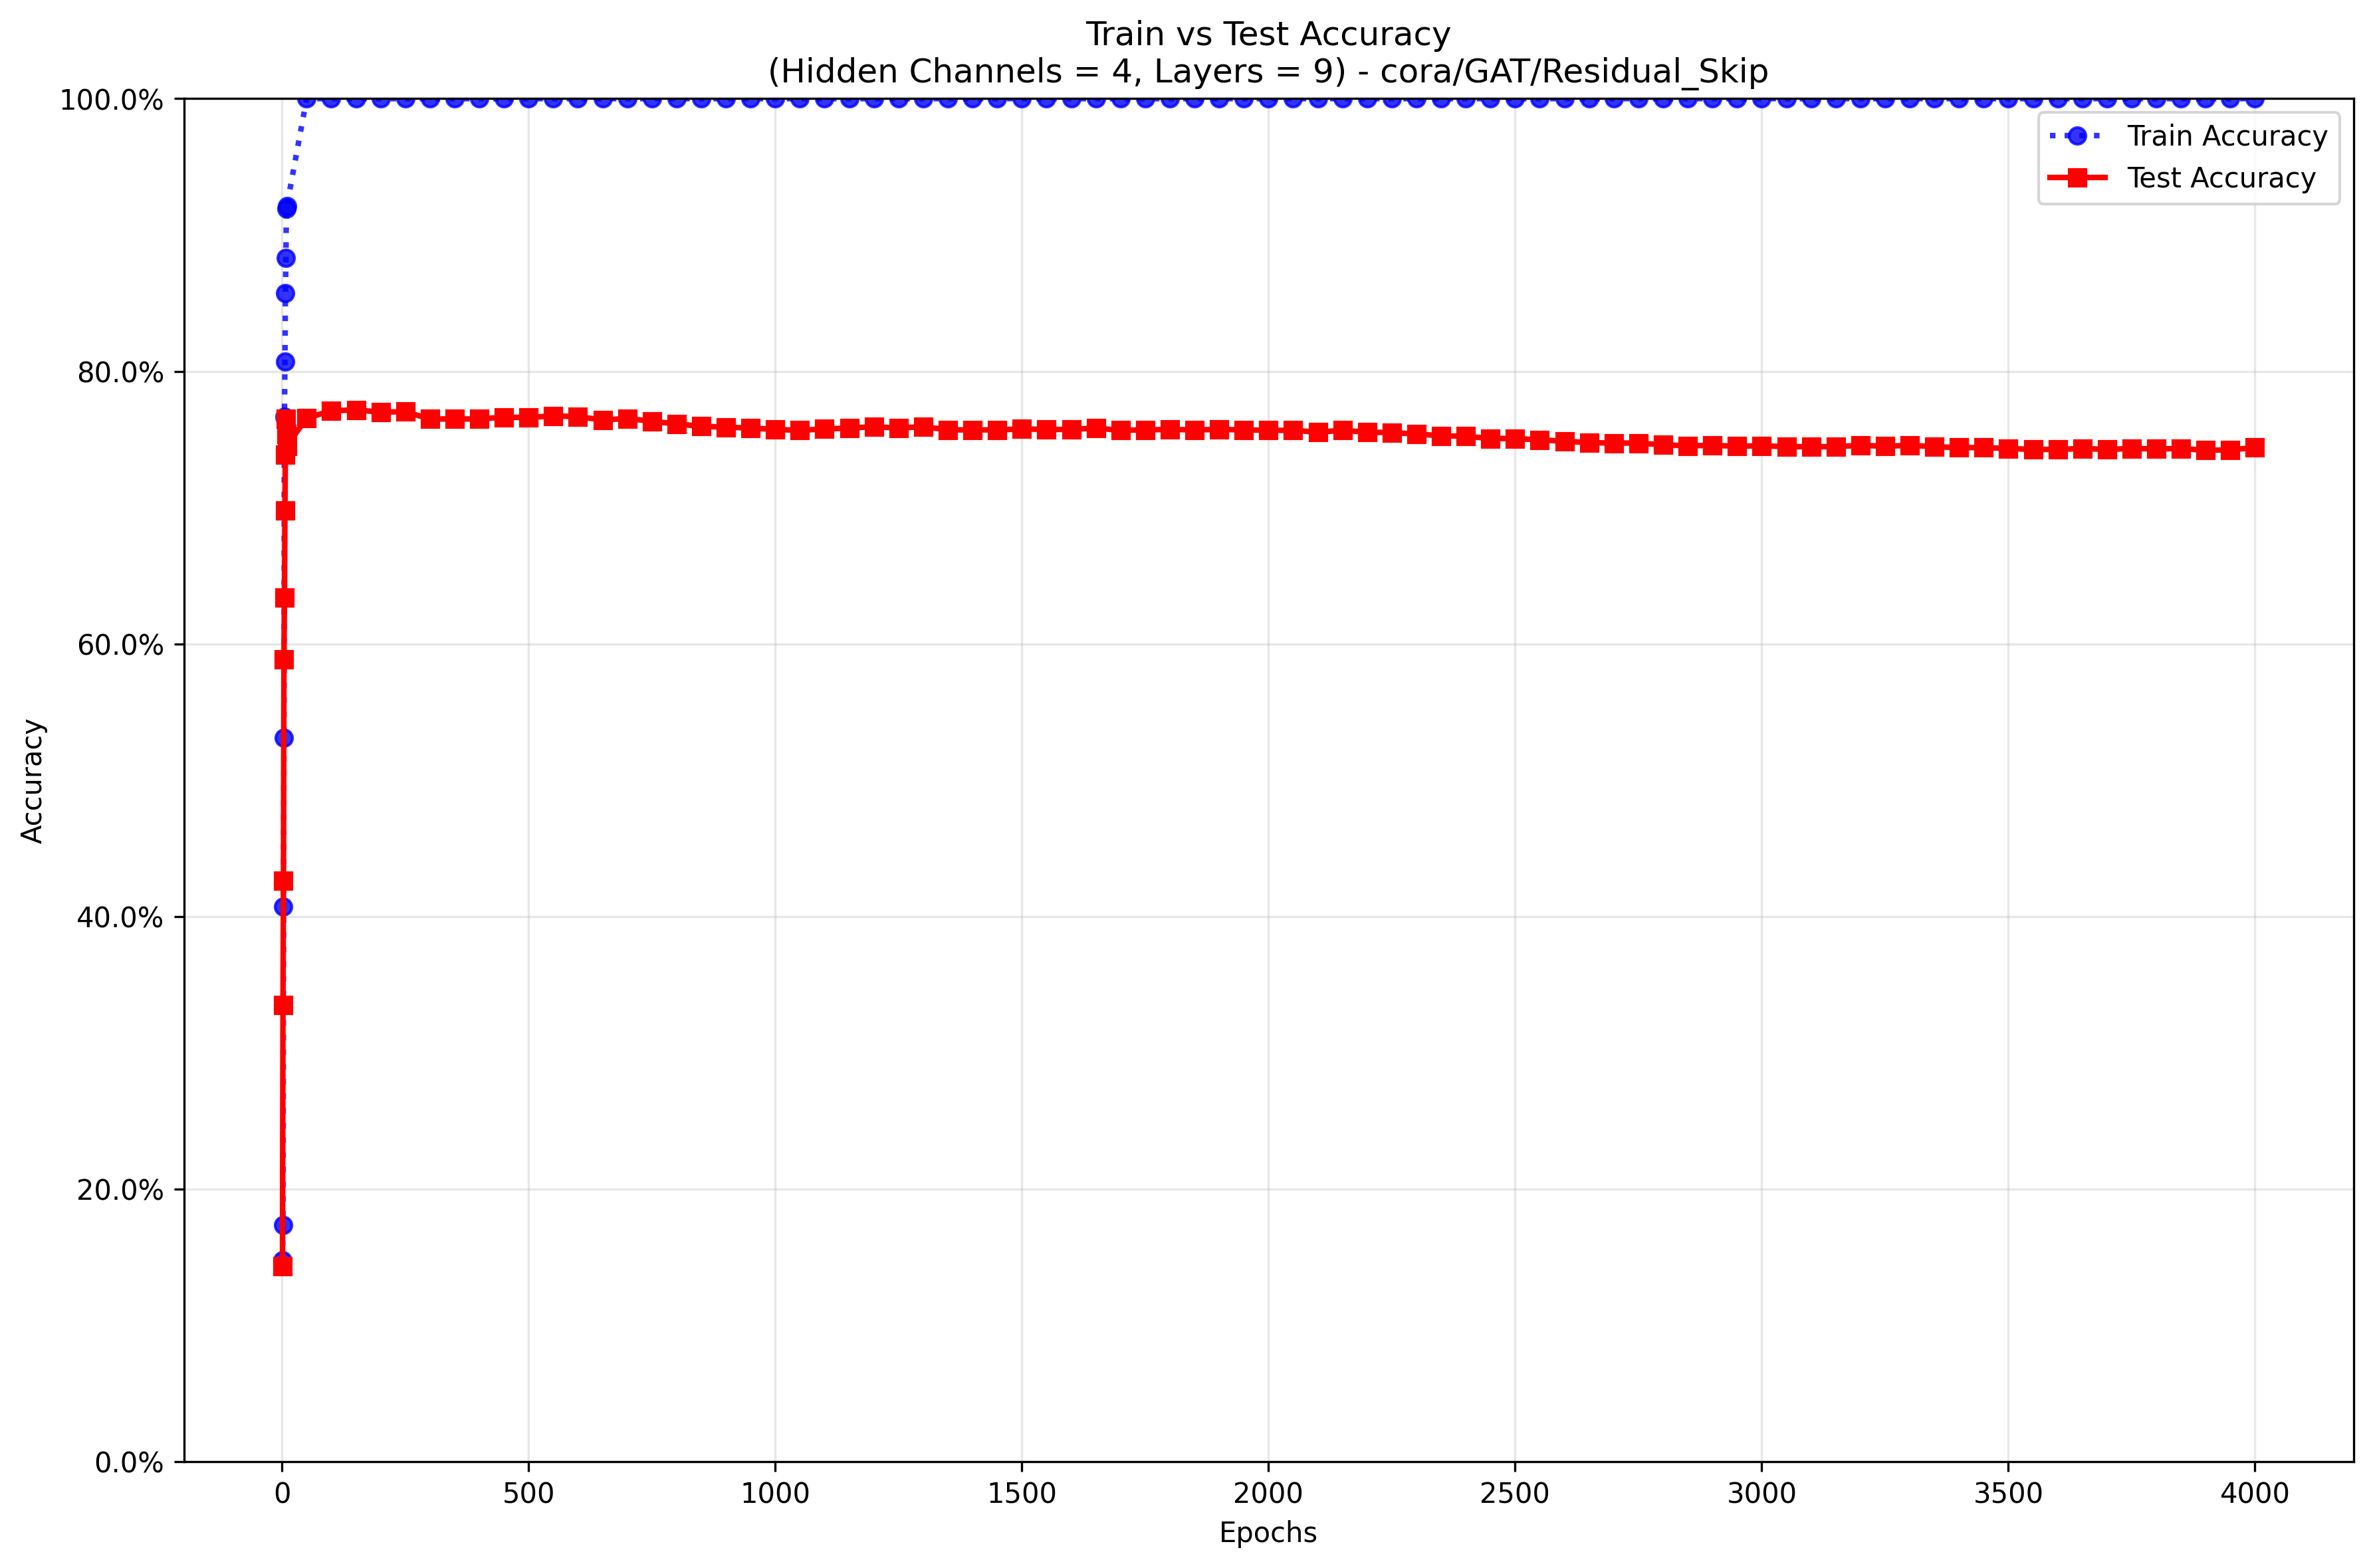 Train vs Test Accuracy
(Hidden Channels = 4, Layers = 9) - cora/GAT/Residual_Skip
100.0%
80.0%
60.0%
40.0%
20.0%
0.0%
Accuracy
Train Accuracy
Test Accuracy
0 500 1000 1500 2000 2500 3000 3500 4000
Epochs